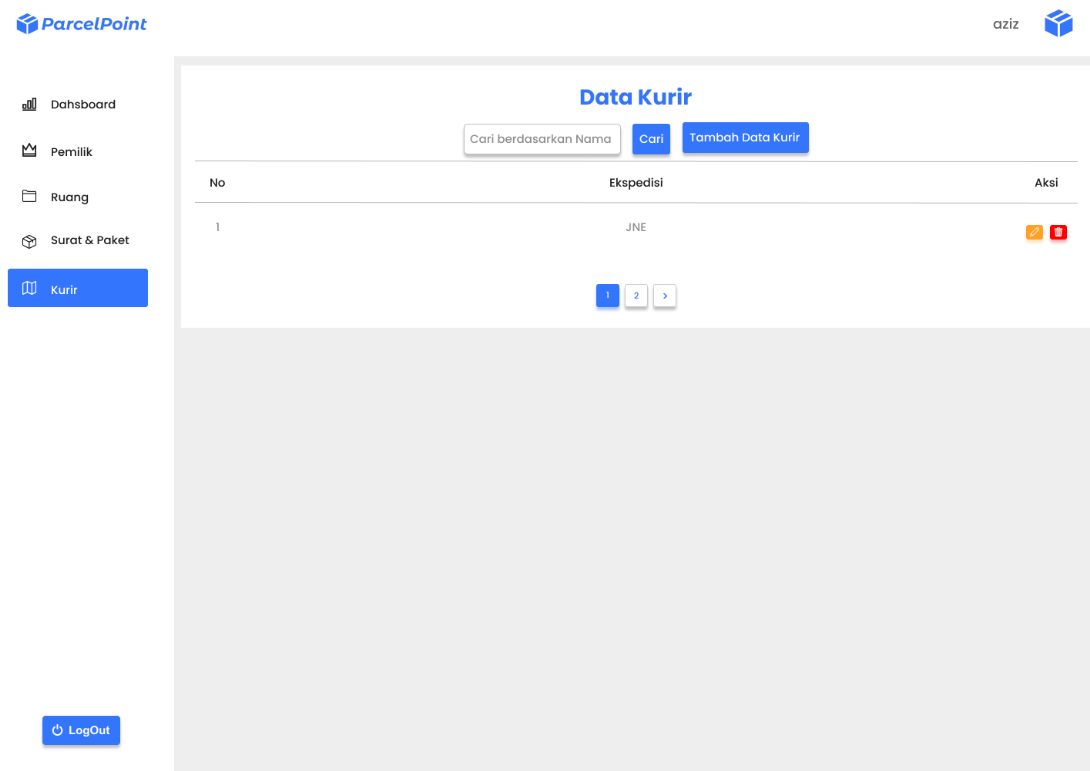 ParcelPoint
aziz
Dahsboard
Pemilik
Ruang
Surat & Paket
Kurir
LogOut
Data Kurir
Cari berdasarkan Nama
Cari
Tambah Data Kurir
No Ekspedisi Aksi
1 JNE
1 2 >